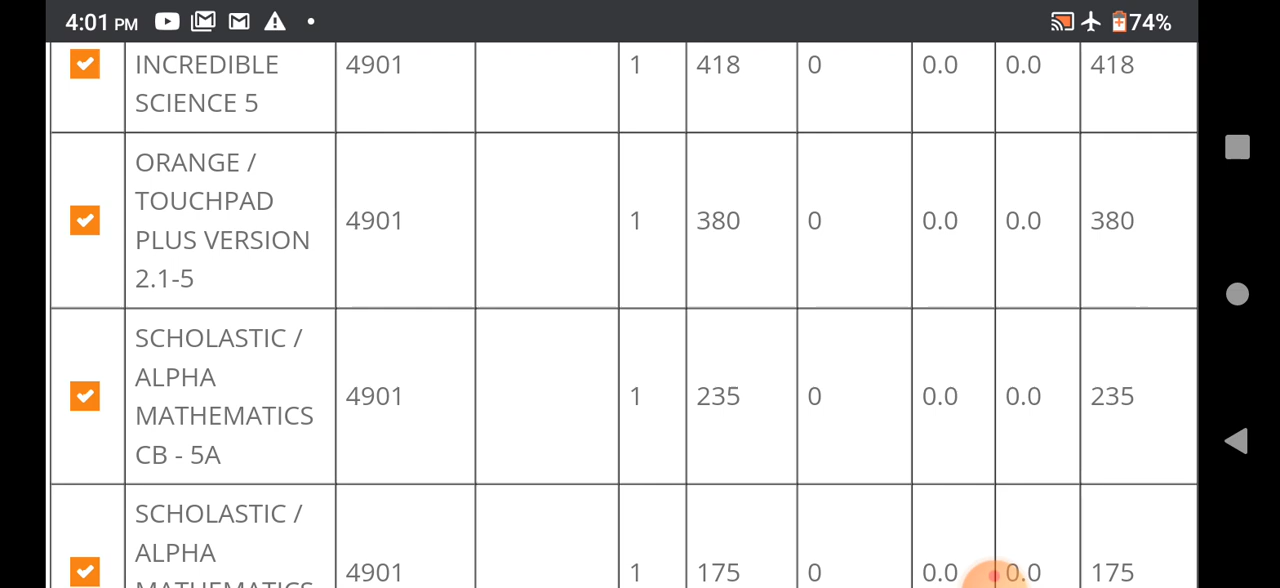 4:01 PM 74%
INCREDIBLE
SCIENCE 5
4901 1 418 0 0.0 0.0 418
ORANGE /
TOUCHPAD
PLUS VERSION
2.1-5
4901 1 380 0 0.0 0.0 380
SCHOLASTIC /
ALPHA
MATHEMATICS
CB - 5A
4901 1 235 0 0.0 0.0 235
SCHOLASTIC /
ALPHA
MATHEMATICS
4901 1 175 0 0.0 0.0 175